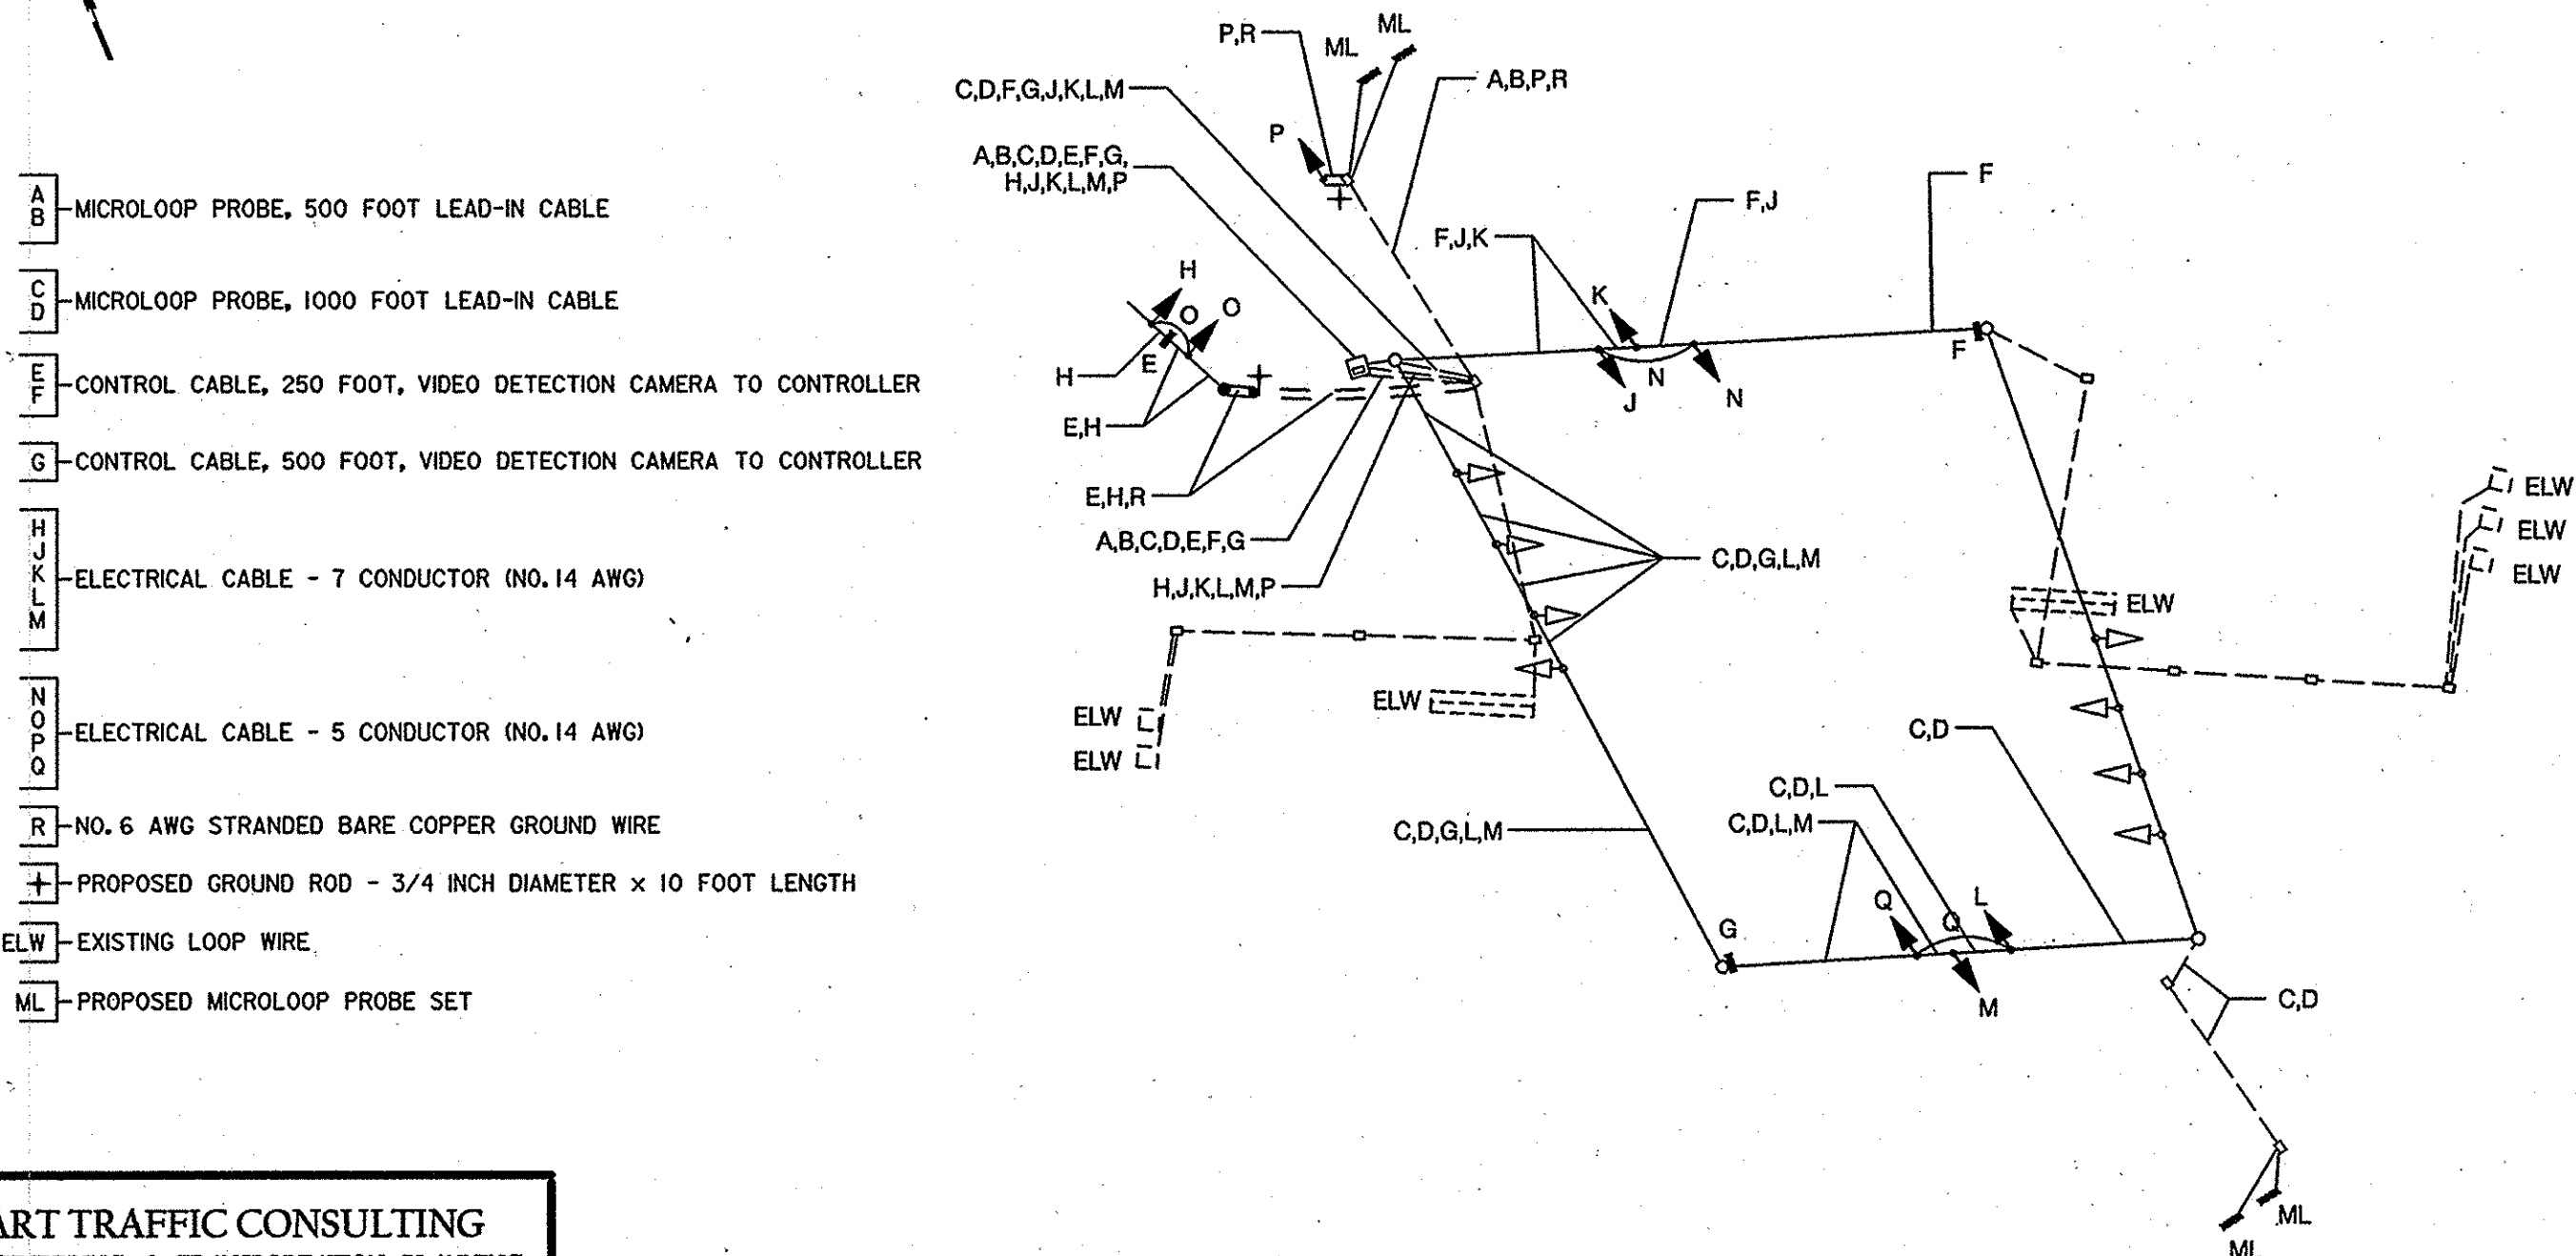 A
B
MICROLOOP PROBE, 500 FOOT LEAD-IN CABLE
C
D
MICROLOOP PROBE, 1000 FOOT LEAD-IN CABLE
E
F
CONTROL CABLE, 250 FOOT, VIDEO DETECTION CAMERA TO CONTROLLER
G
CONTROL CABLE, 500 FOOT, VIDEO DETECTION CAMERA TO CONTROLLER
H
J
K
L
M
ELECTRICAL CABLE - 7 CONDUCTOR (NO. 14 AWG)
N
O
P
Q
ELECTRICAL CABLE - 5 CONDUCTOR (NO. 14 AWG)
R
NO. 6 AWG STRANDED BARE COPPER GROUND WIRE
PROPOSED GROUND ROD - 3/4 INCH DIAMETER x 10 FOOT LENGTH
ELW
EXISTING LOOP WIRE
ML
PROPOSED MICROLOOP PROBE SET
ART TRAFFIC CONSULTING
P,R
ML
ML
A,B,P,R
C,D,F,G,J,K,L,M
P
A,B,C,D,E,F,G,
H,J,K,L,M,P
F
F,J
F,J,K
H
O
O
K
E
H
F
N
J
N
E,H
E,H,R
A,B,C,D,E,F,G
H,J,K,L,M,P
C,D,G,L,M
ELW
ELW
ELW
ELW
ELW
ELW
ELW
C,D
C,D,L
C,D,L,M
C,D,G,L,M
Q
Q
L
G
M
C,D
ML
ML